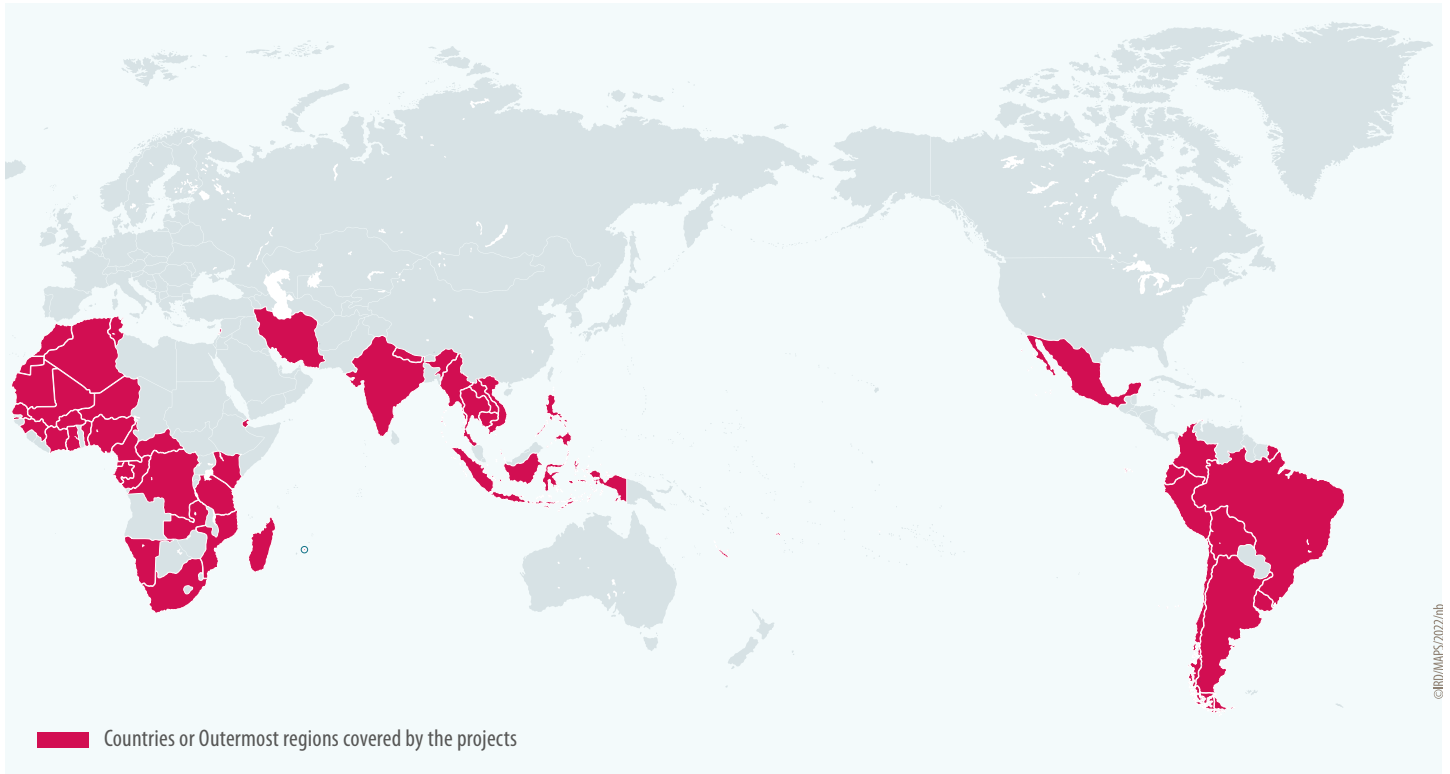 ©IRD/MAPS/2022/nb
Countries or Outermost regions covered by the projects